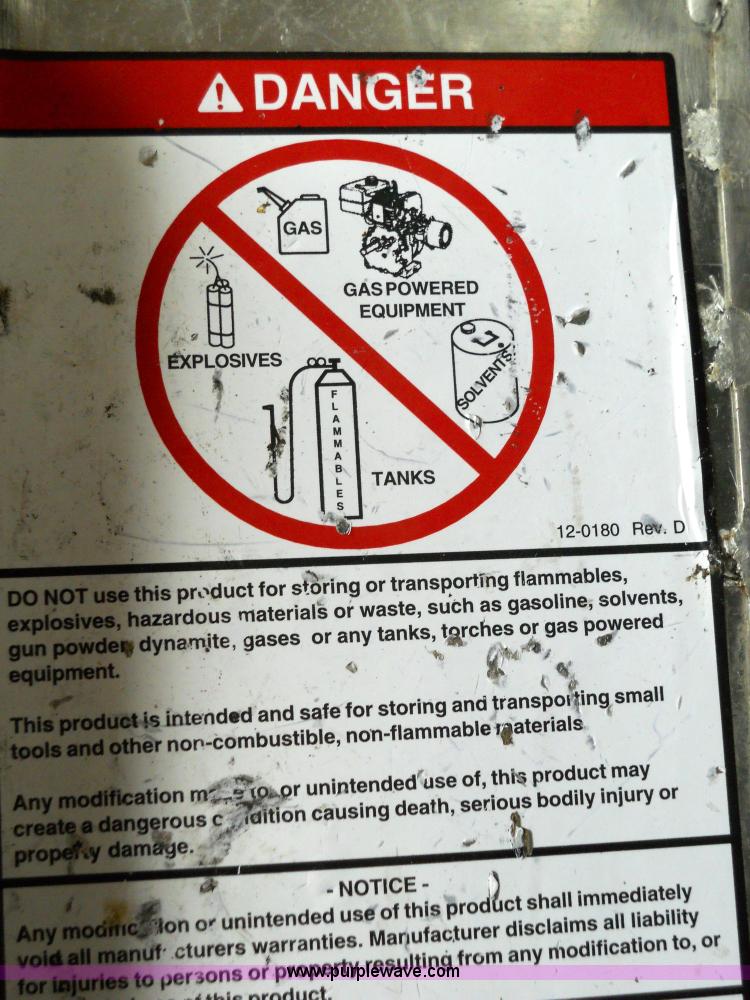 DANGER
GAS
GAS POWERED
EQUIPMENT
EXPLOSIVES
SOLVENTS
FLAMMABLES
TANKS
12-0180 Rev. D
DO NOT use this product for storing or transporting flammables,
explosives, hazardous materials or waste, such as gasoline, solvents,
gun powder, dynamite, gases or any tanks, torches or gas powered
equipment.
This product is intended and safe for storing and transporting small
tools and other non-combustible, non-flammable materials
Any modification made to, or unintended use of, this product may
create a dangerous condition causing death, serious bodily injury or
property damage.
- NOTICE -
Any modification or unintended use of this product shall immediately
void all manufacturers warranties. Manufacturer disclaims all liability
for injuries to persons or property resulting from any modification to, or
of this product.
www.purplewave.com